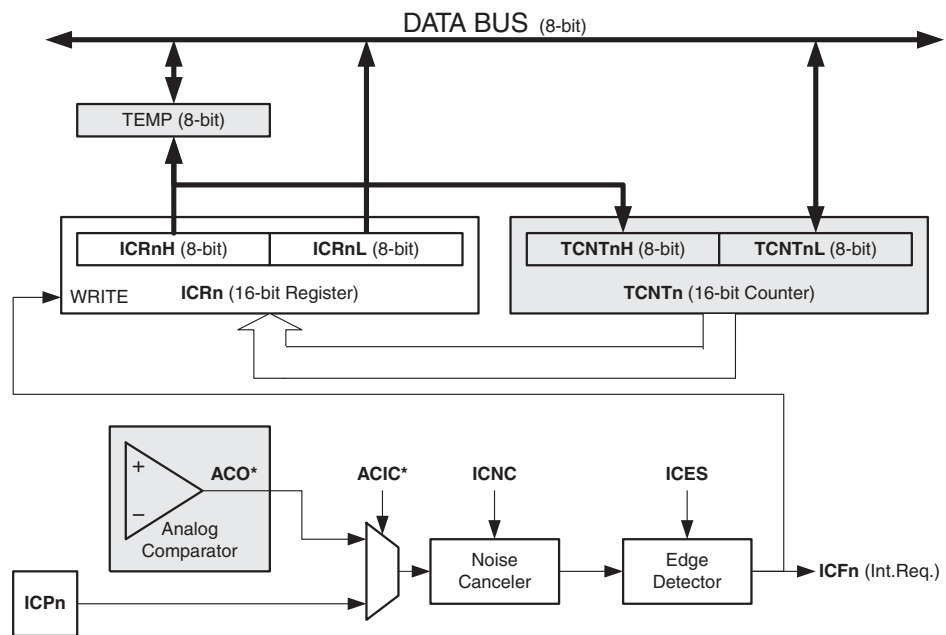 DATA BUS (8-bit)
TEMP (8-bit)
ICRnH (8-bit) ICRnL (8-bit)
TCNTnH (8-bit) TCNTnL (8-bit)
WRITE
ICRn (16-bit Register)
TCNTn (16-bit Counter)
+
−
ACO*
Analog
Comparator
ACIC*
ICNC
ICES
Noise
Canceler
Edge
Detector
ICFn (Int.Req.)
ICPn